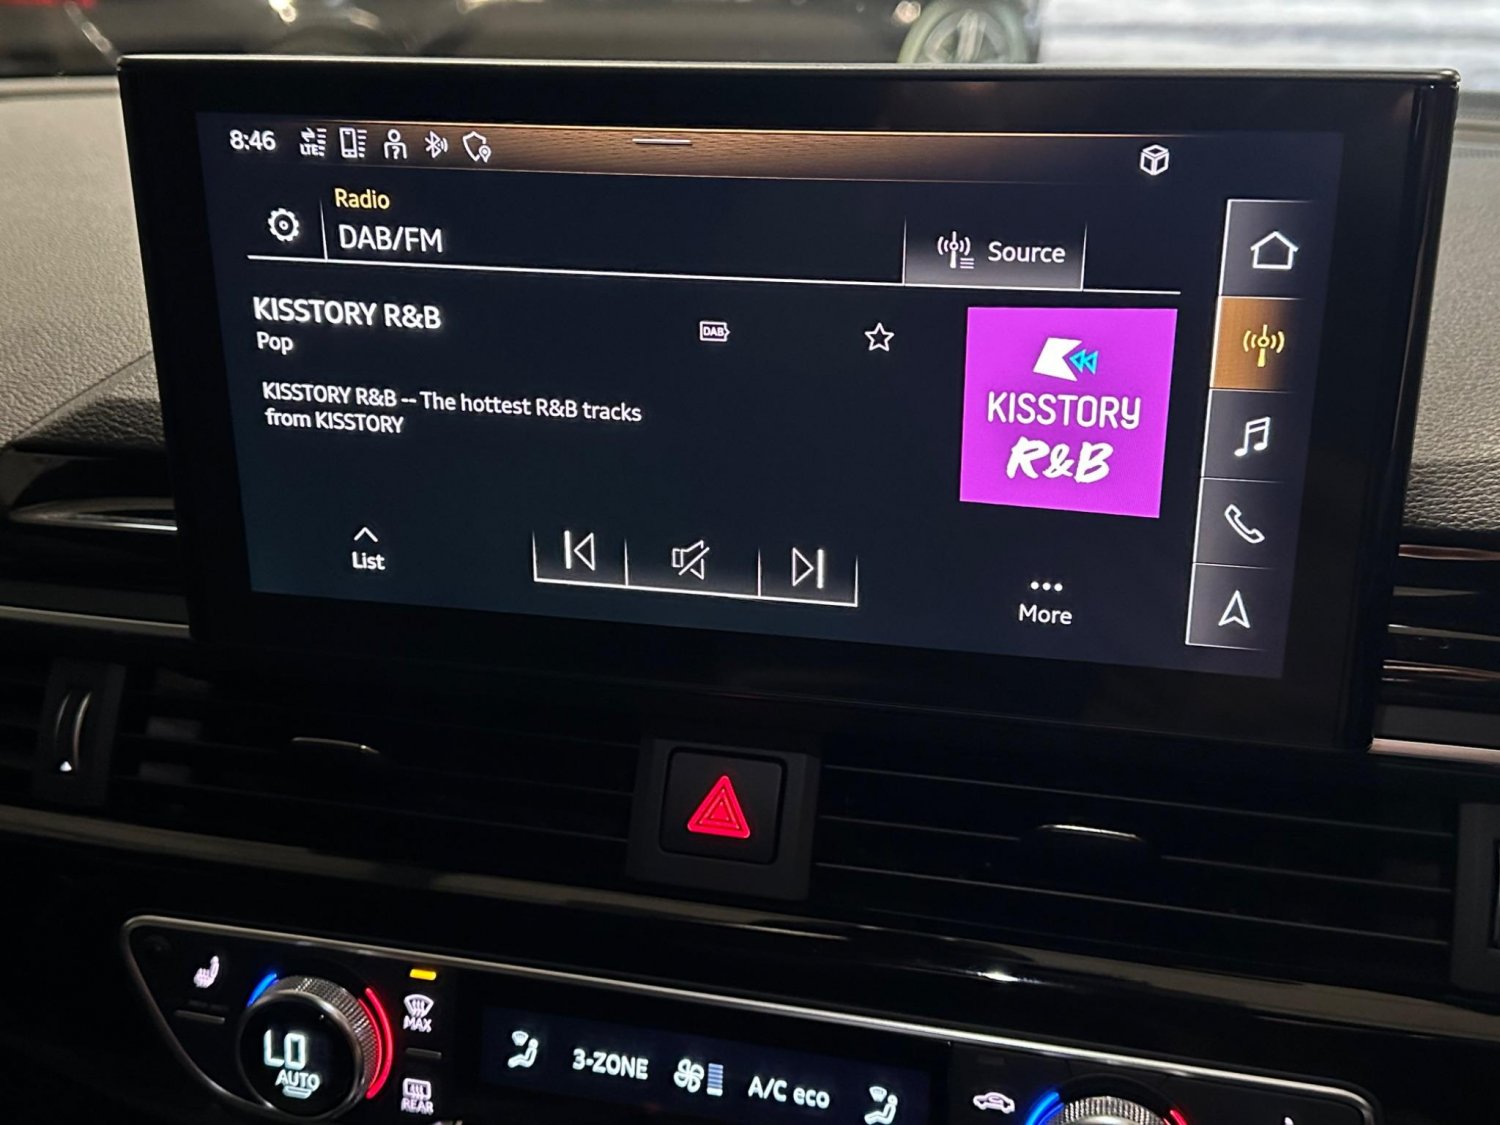 8:46
LTE
Radio
DAB/FM
Source
KISSTORY R&B
DAB
Pop
KISSTORY R&B -- The hottest R&B tracks
from KISSTORY
KISSTORY
R&B
List
More
MAX
LO
AUTO
REAR
3-ZONE
A/C eco